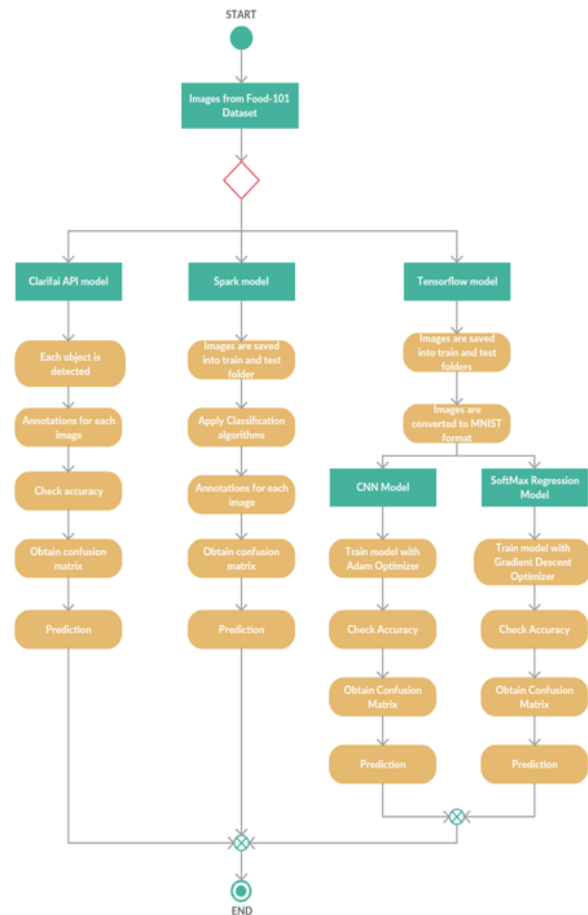 START
Images from Food-101
Dataset
Clarifai API model
Spark model
Tensorflow model
Each object is
detected
Images are saved
into train and test
folder
Images are saved
into train and test
folders
Annotations for each
image
Apply Classification
algorithms
Images are
converted to MNIST
format
Check accuracy
Annotations for each
image
CNN Model
SoftMax Regression
Model
Obtain confusion
matrix
Obtain confusion
matrix
Train model with
Adam Optimizer
Train model with
Gradient Descent
Optimizer
Prediction
Prediction
Check Accuracy
Check Accuracy
Obtain Confusion
Matrix
Obtain Confusion
Matrix
Prediction
Prediction
END